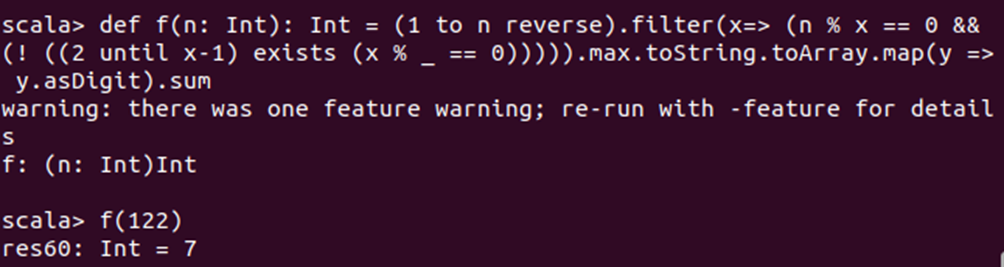 scala> def f(n: Int): Int = (1 to n reverse).filter(x=> (n % x == 0 &&
(! ((2 until x-1) exists (x % _ == 0))))).max.toString.toArray.map(y =>
 y.asDigit).sum
warning: there was one feature warning; re-run with -feature for detail
s
f: (n: Int)Int
scala> f(122)
res60: Int = 7